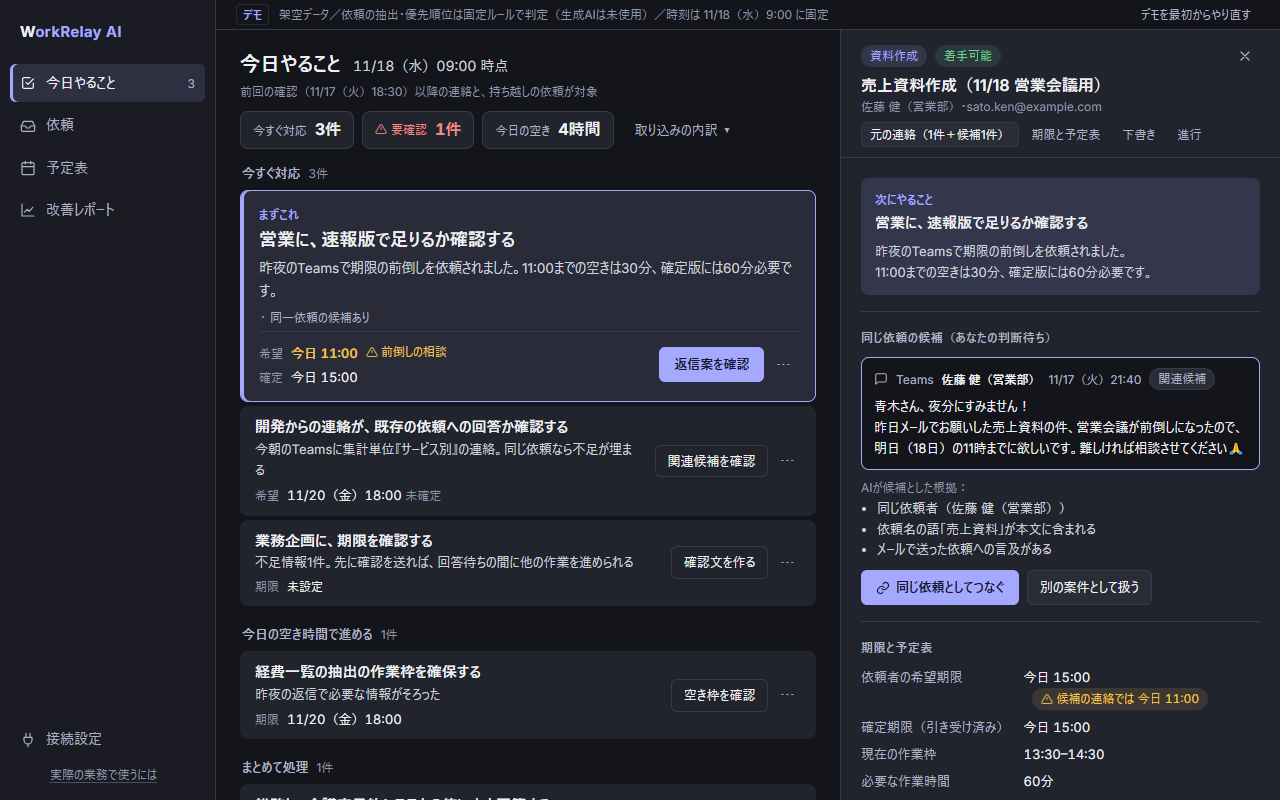 WorkRelay AI
今日やること 3
依頼
予定表
改善レポート
接続設定
実際の業務で使うには
デモ 架空データ／依頼の抽出・優先順位は固定ルールで判定（生成AIは未使用）／時刻は 11/18（水）9:00 に固定
デモを最初からやり直す
今日やること 11/18（水）09:00 時点
前回の確認（11/17（火）18:30）以降の連絡と、持ち越しの依頼が対象
今すぐ対応 3件
要確認 1件
今日の空き 4時間
取り込みの内訳 ▼
今すぐ対応 3件
まずこれ
営業に、速報版で足りるか確認する
昨夜のTeamsで期限の前倒しを依頼されました。11:00までの空きは30分、確定版には60分必要で
す。
・同一依頼の候補あり
希望 今日 11:00 前倒しの相談
確定 今日 15:00
返信案を確認 …
開発からの連絡が、既存の依頼への回答か確認する
今朝のTeamsに集計単位『サービス別』の連絡。同じ依頼なら不足が埋ま
る
希望 11/20（金）18:00 未確定
関連候補を確認 …
業務企画に、期限を確認する
不足情報1件。先に確認を送れば、回答待ちの間に他の作業を進められる
期限 未設定
確認文を作る …
今日の空き時間で進める 1件
経費一覧の抽出の作業枠を確保する
昨夜の返信で必要な情報がそろった
期限 11/20（金）18:00
空き枠を確認 …
まとめて処理 1件
資料作成 着手可能
売上資料作成（11/18 営業会議用）
佐藤 健（営業部）・sato.ken@example.com
元の連絡（1件＋候補1件） 期限と予定表 下書き 進行
次にやること
営業に、速報版で足りるか確認する
昨夜のTeamsで期限の前倒しを依頼されました。
11:00までの空きは30分、確定版には60分必要です。
同じ依頼の候補（あなたの判断待ち）
Teams 佐藤 健（営業部） 11/17（火）21:40 関連候補
青木さん、夜分にすみません！
昨日メールでお願いした売上資料の件、営業会議が前倒しになったので、
明日（18日）の11時までに欲しいです。難しければ相談させてください🙏
AIが候補とした根拠：
• 同じ依頼者（佐藤 健（営業部））
• 依頼名の語「売上資料」が本文に含まれる
• メールで送った依頼への言及がある
同じ依頼としてつなぐ 別の案件として扱う
期限と予定表
依頼者の希望期限 今日 15:00
候補の連絡では 今日 11:00
確定期限（引き受け済み） 今日 15:00
現在の作業枠 13:30–14:30
必要な作業時間 60分